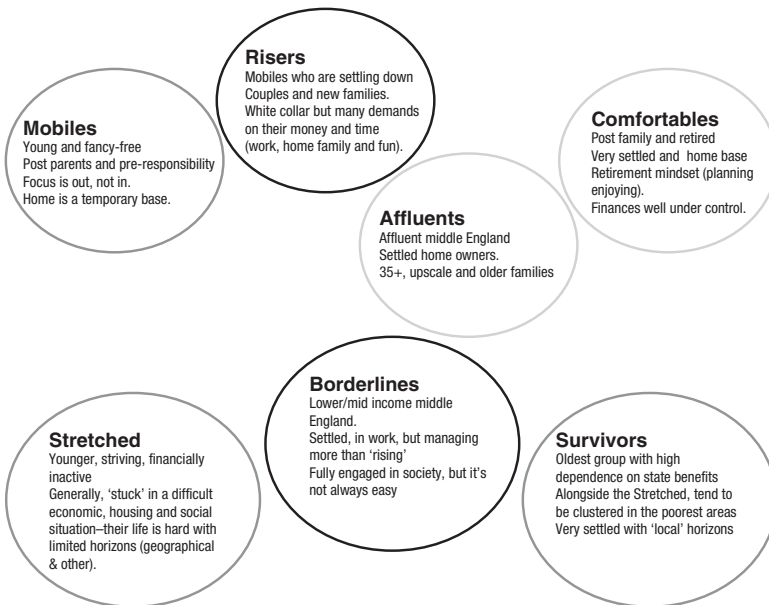 Risers
Mobiles who are settling down
Couples and new families.
White collar but many demands
on their money and time
(work, home family and fun).
Mobiles
Young and fancy-free
Post parents and pre-responsibility
Focus is out, not in.
Home is a temporary base.
Comfortables
Post family and retired
Very settled and home base
Retirement mindset (planning
enjoying).
Finances well under control.
Affluents
Affluent middle England
Settled home owners.
35+, upscale and older families
Borderlines
Lower/mid income middle
England.
Settled, in work, but managing
more than ‘rising’
Fully engaged in society, but it’s
not always easy
Stretched
Younger, striving, financially
inactive
Generally, ‘stuck’ in a difficult
economic, housing and social
situation–their life is hard with
limited horizons (geographical
& other).
Survivors
Oldest group with high
dependence on state benefits
Alongside the Stretched, tend to
be clustered in the poorest areas
Very settled with ‘local’ horizons